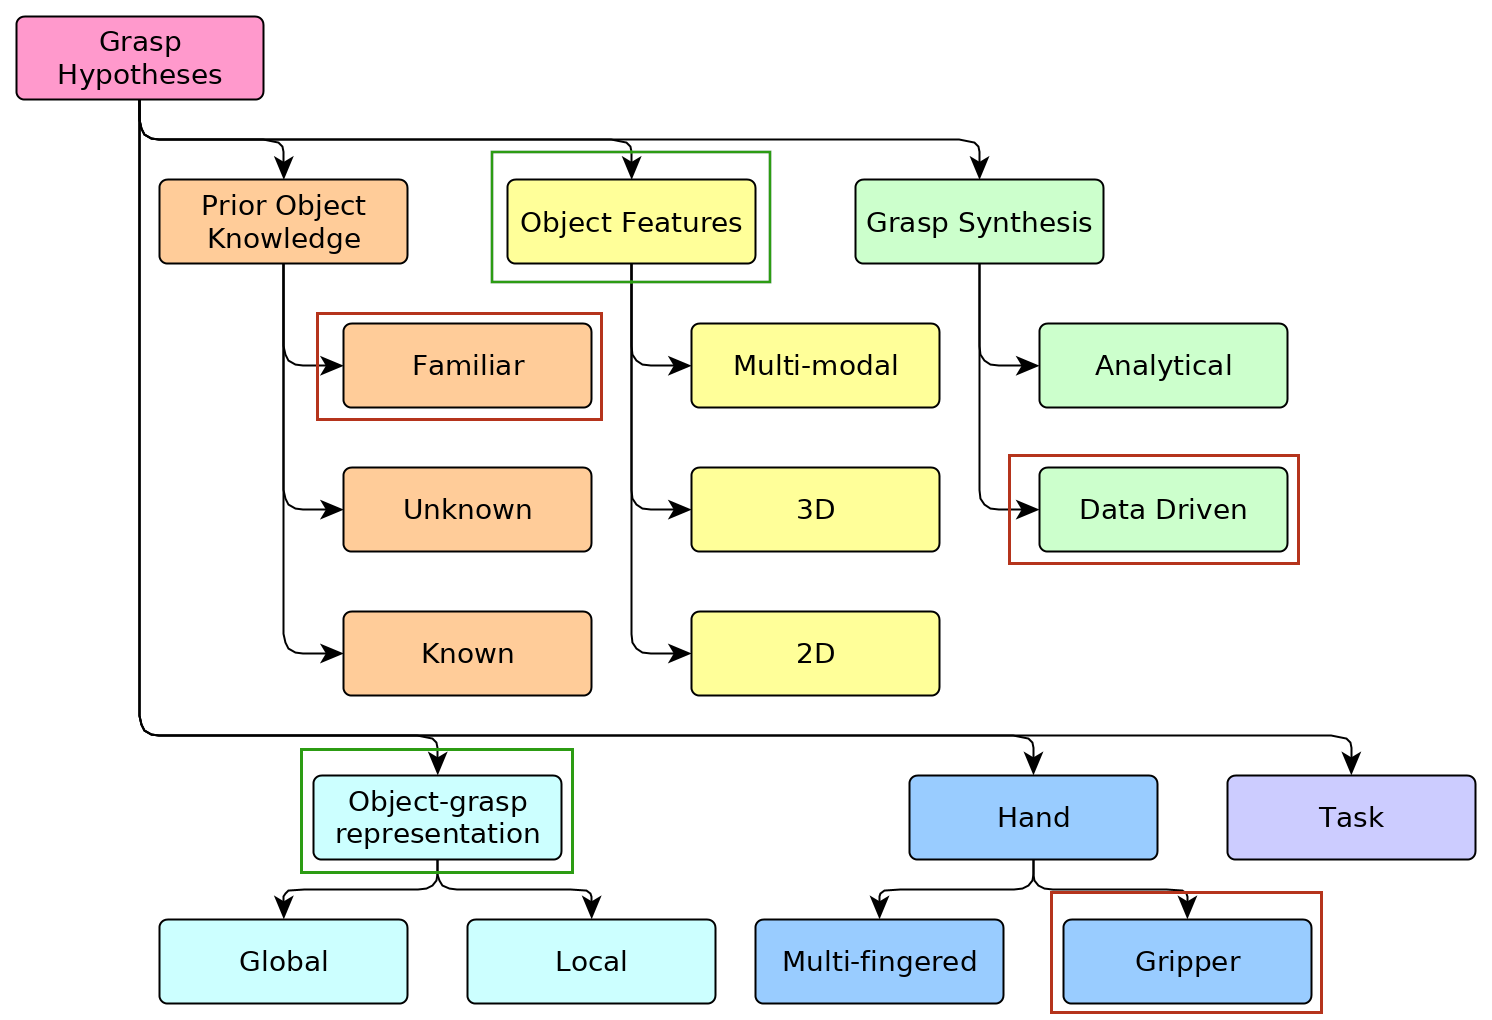 Grasp
Hypotheses
Prior Object
Knowledge
Object Features
Grasp Synthesis
Familiar
Multi-modal
Analytical
Unknown
3D
Data Driven
Known
2D
Object-grasp
representation
Hand
Task
Global
Local
Multi-fingered
Gripper